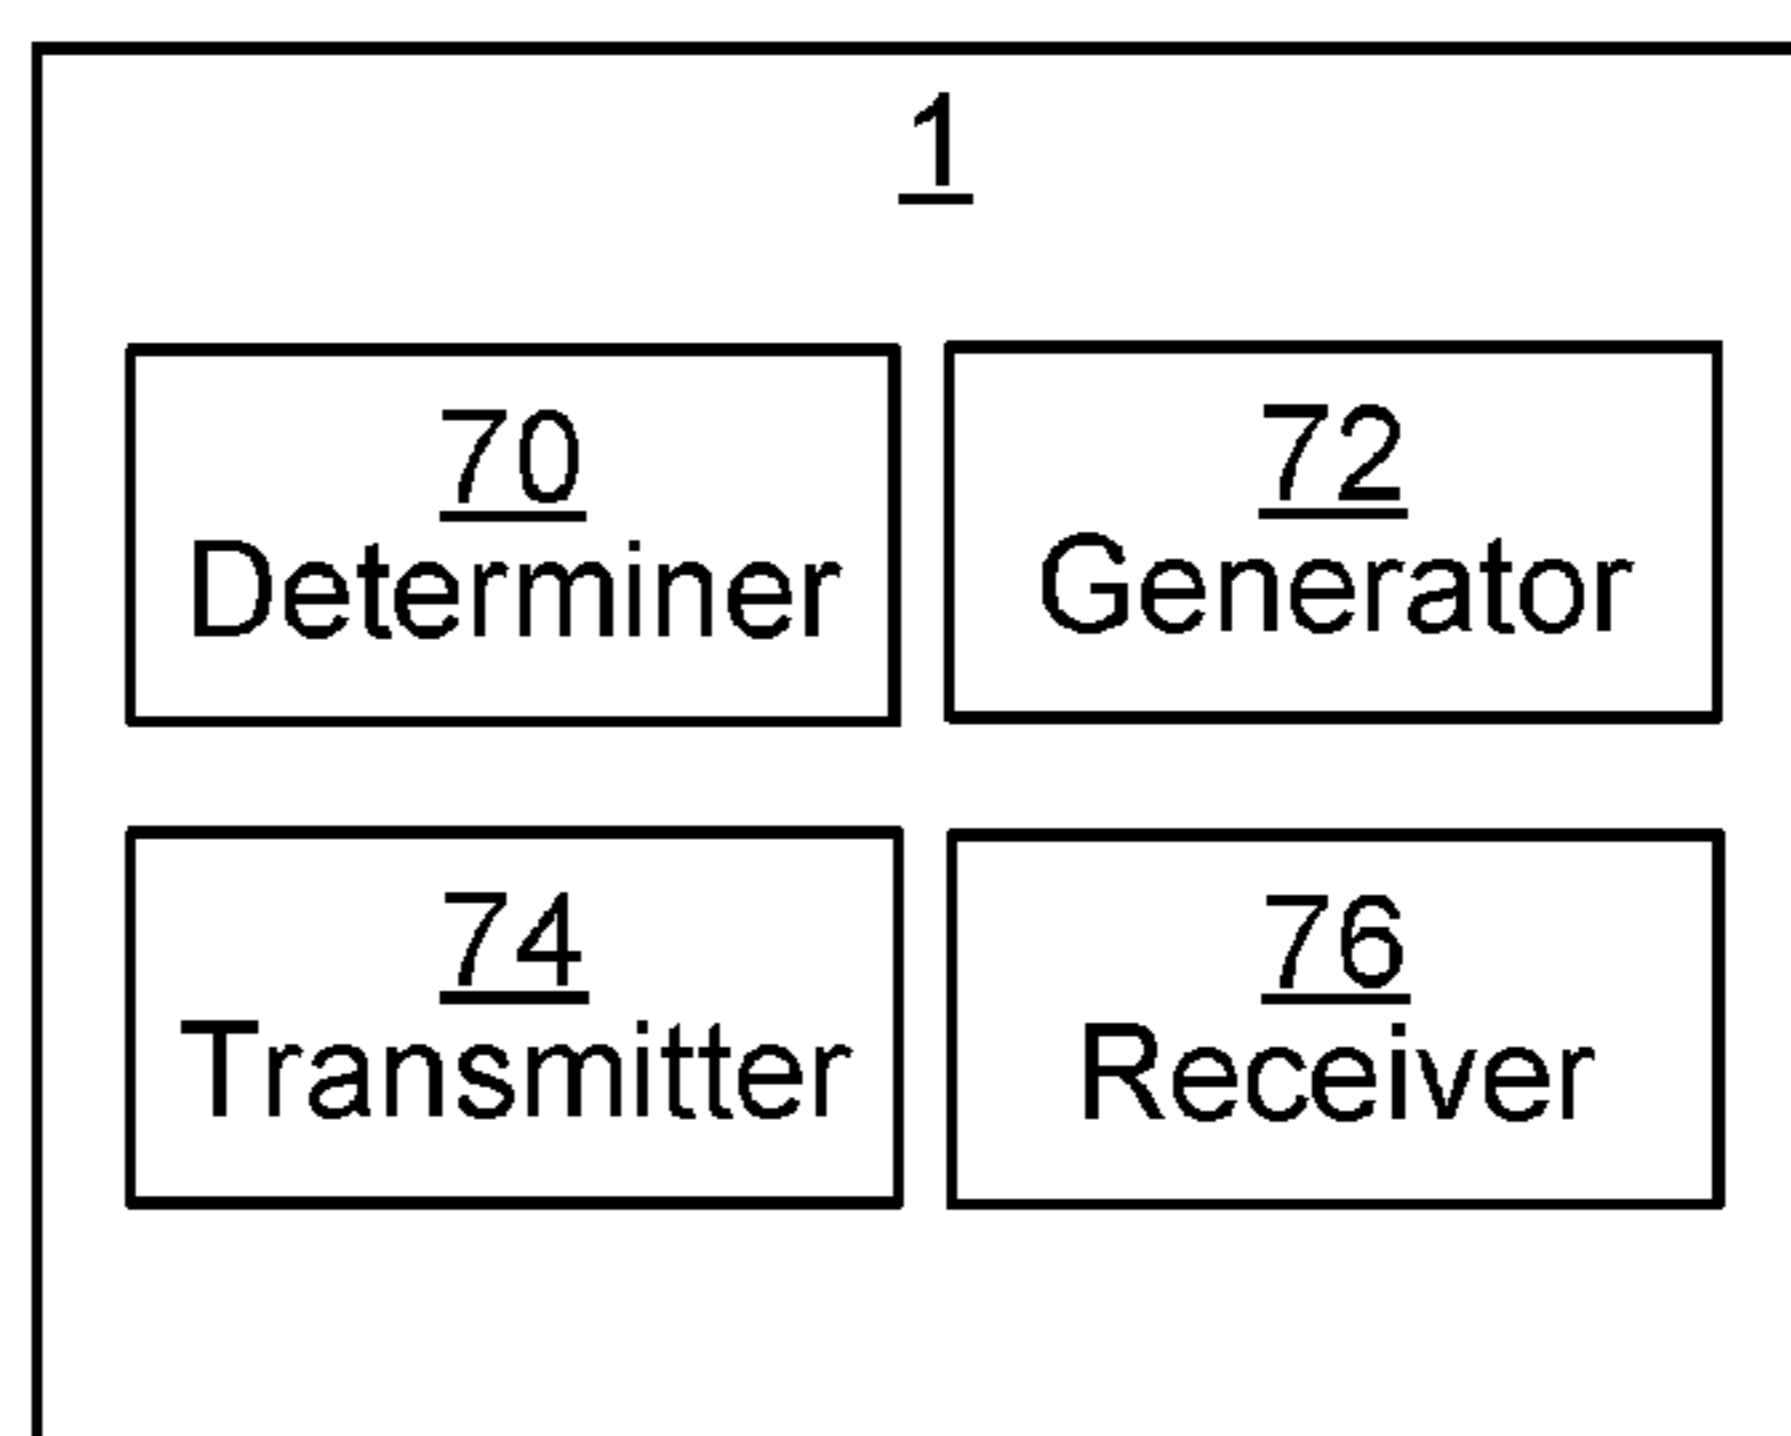 1
70
Determiner
72
Generator
74
Transmitter
76
Receiver